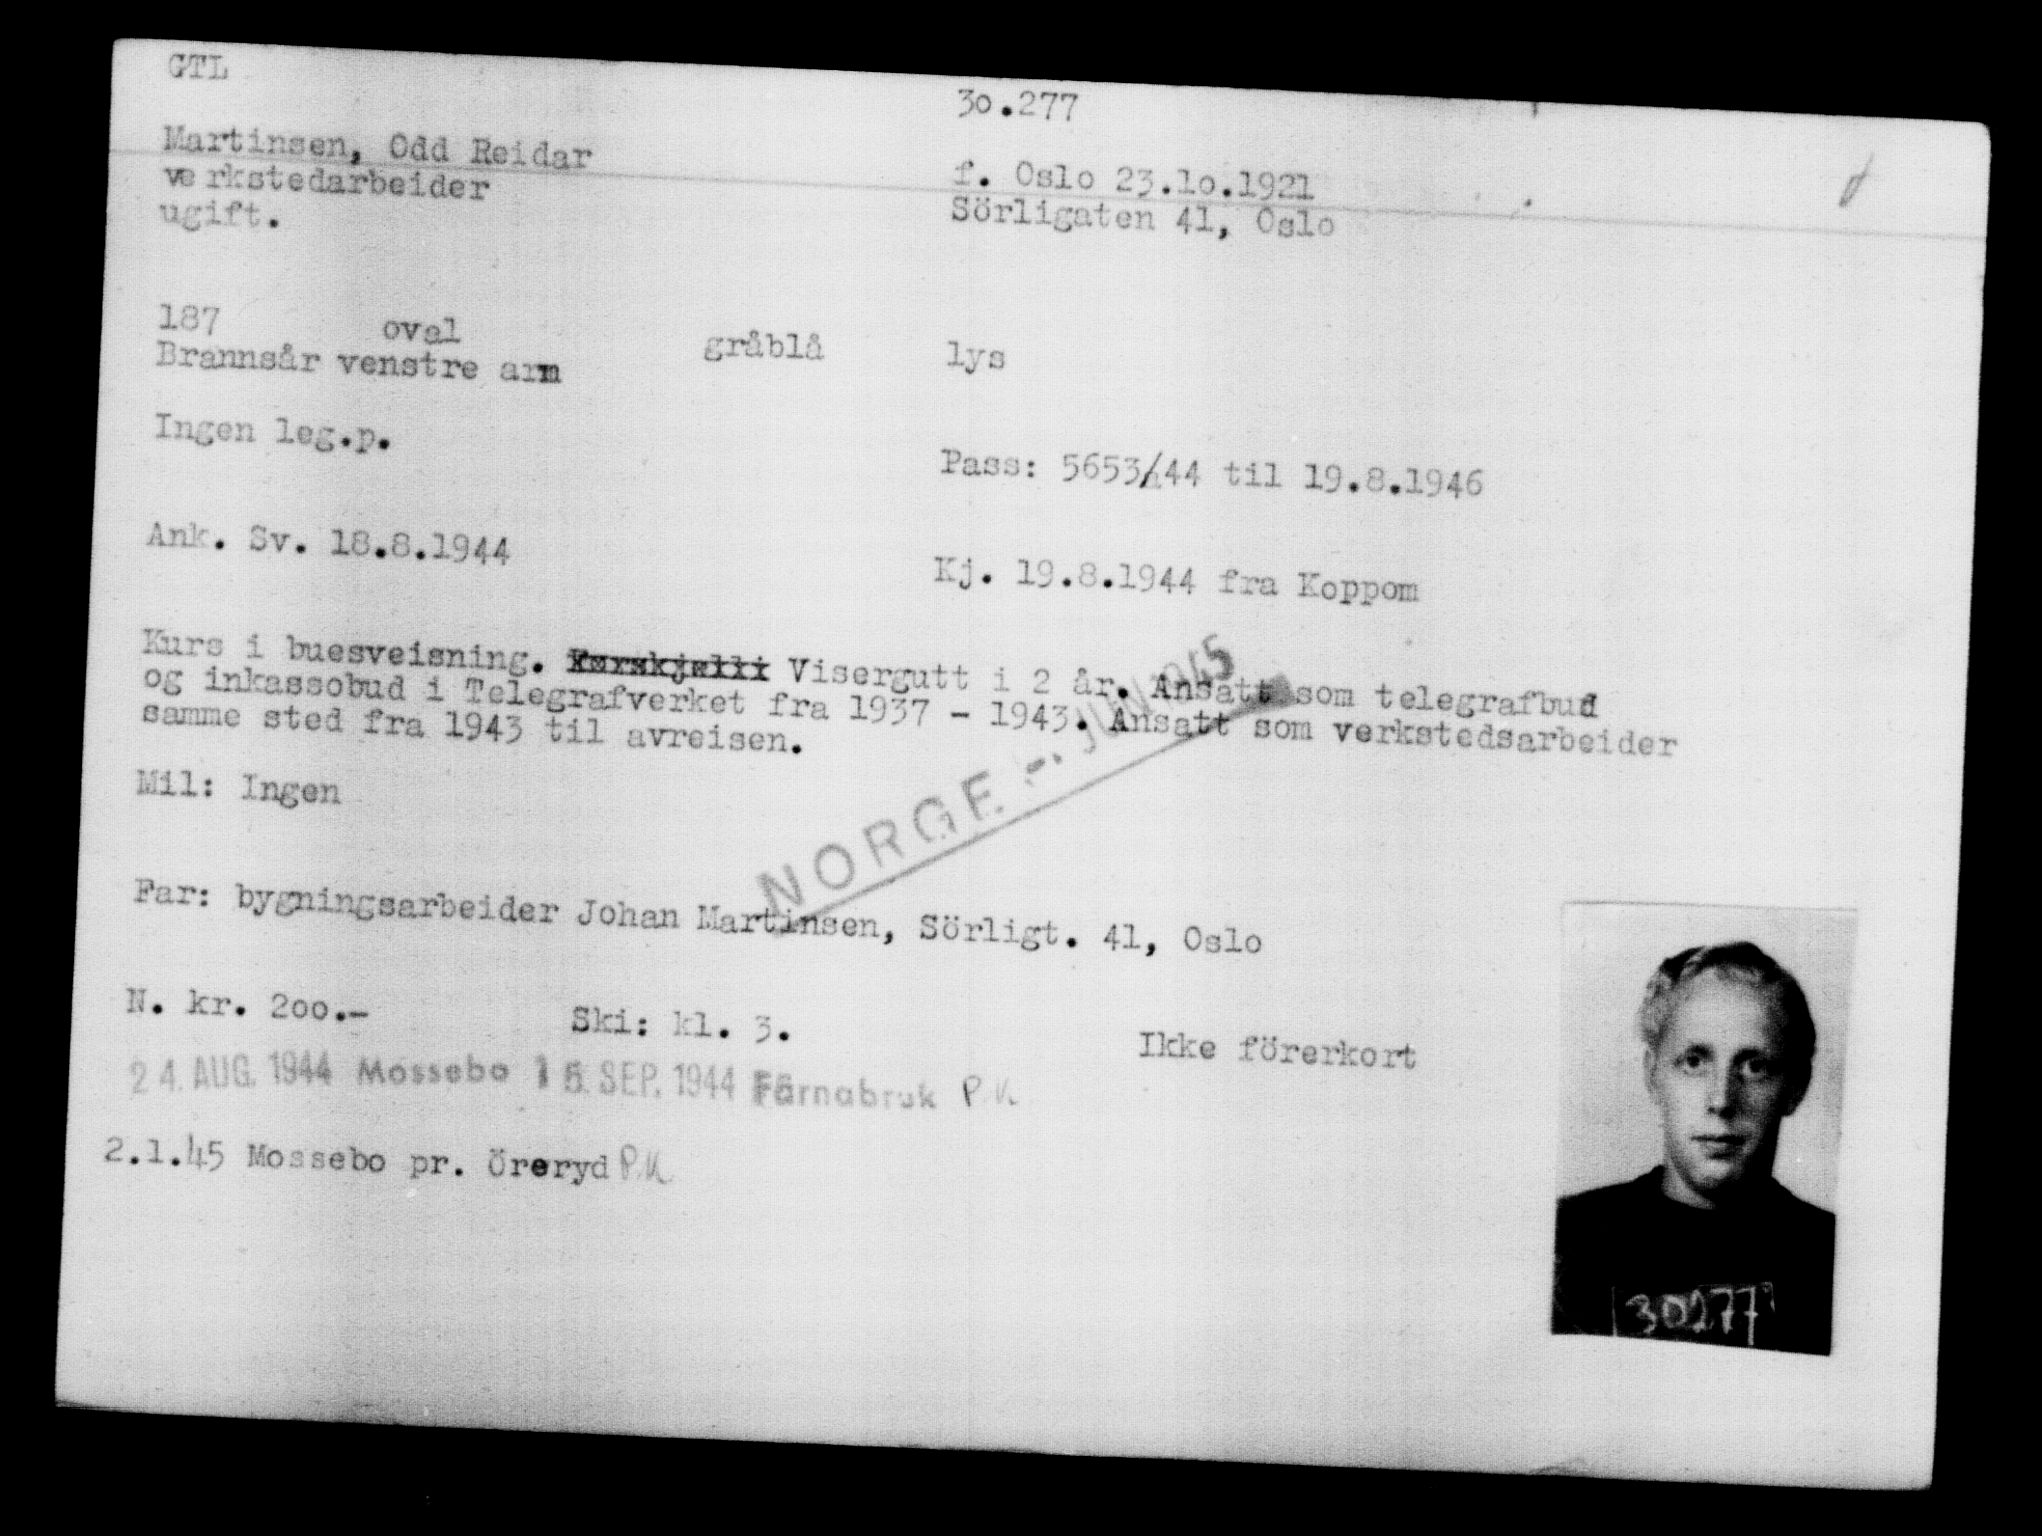 GTL
30.277
Martinsen, Odd Reidar
f. Oslo 23.10.1921
verkstedarbeider
Sörligaten 41, Oslo
ugift.
187 oval gråblå lys
Brannsår venstre arm
Ingen leg.p.
Pass: 5653/44 til 19.8.1946
Ank. Sv. 18.8.1944
Kj. 19.8.1944 fra Koppom
Kurs i buesveisning. Visergutt i 2 år. Ansatt som telegrafbud
og inkassobud i Telegrafverket fra 1937 - 1943. Ansatt som verkstedsarbeider
samme sted fra 1943 til avreisen.
NORGE -. JUNI 1945
Mil: Ingen
Far: bygningsarbeider Johan Martinsen, Sörligt. 41, Oslo
N. kr. 2oo.- Ski: kl. 3. Ikke förerkort
24. AUG. 1944 Mossebo 15. SEP. 1944 Färnabruk P.K.
2.1.45 Mossebo pr. Öreryd P.K.
30277